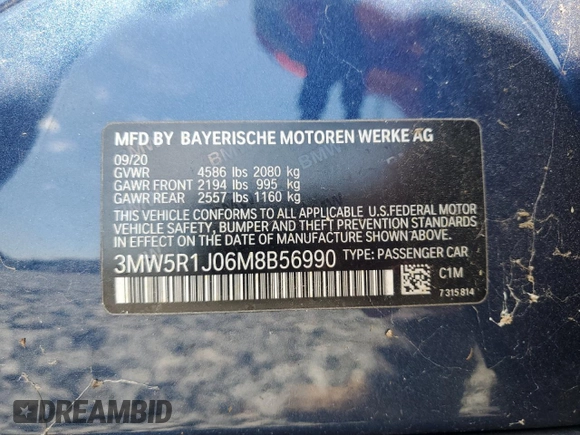 MFD BY BAYERISCHE MOTOREN WERKE AG
09/20
GVWR 4586 lbs 2080 kg
GAWR FRONT 2194 lbs 995 kg
GAWR REAR 2557 lbs 1160 kg
THIS VEHICLE CONFORMS TO ALL APPLICABLE U.S.FEDERAL MOTOR
VEHICLE SAFETY, BUMPER AND THEFT PREVENTION STANDARDS
IN EFFECT ON THE DATE OF MANUFACTURE SHOWN ABOVE.
3MW5R1J06M8B56990 TYPE: PASSENGER CAR
C1M
7315814
DREAMBID